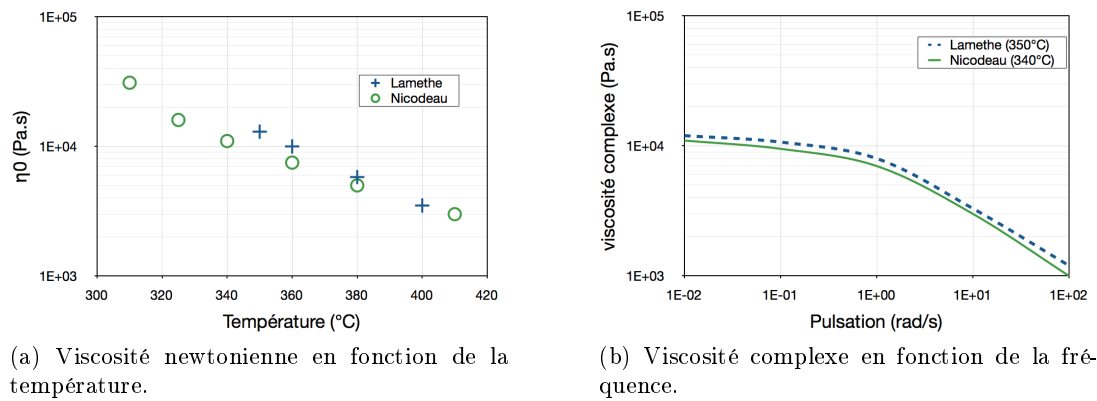 1E+05
1E+04
1E+03
η0 (Pa.s)
Lamethe
Nicodeau
300 320 340 360 380 400 420
Température (°C)
(a) Viscosité newtonienne en fonction de la
température.
1E+05
1E+04
1E+03
viscosité complexe (Pa.s)
Lamethe (350°C)
Nicodeau (340°C)
1E-02 1E-01 1E+00 1E+01 1E+02
Pulsation (rad/s)
(b) Viscosité complexe en fonction de la fré-
quence.